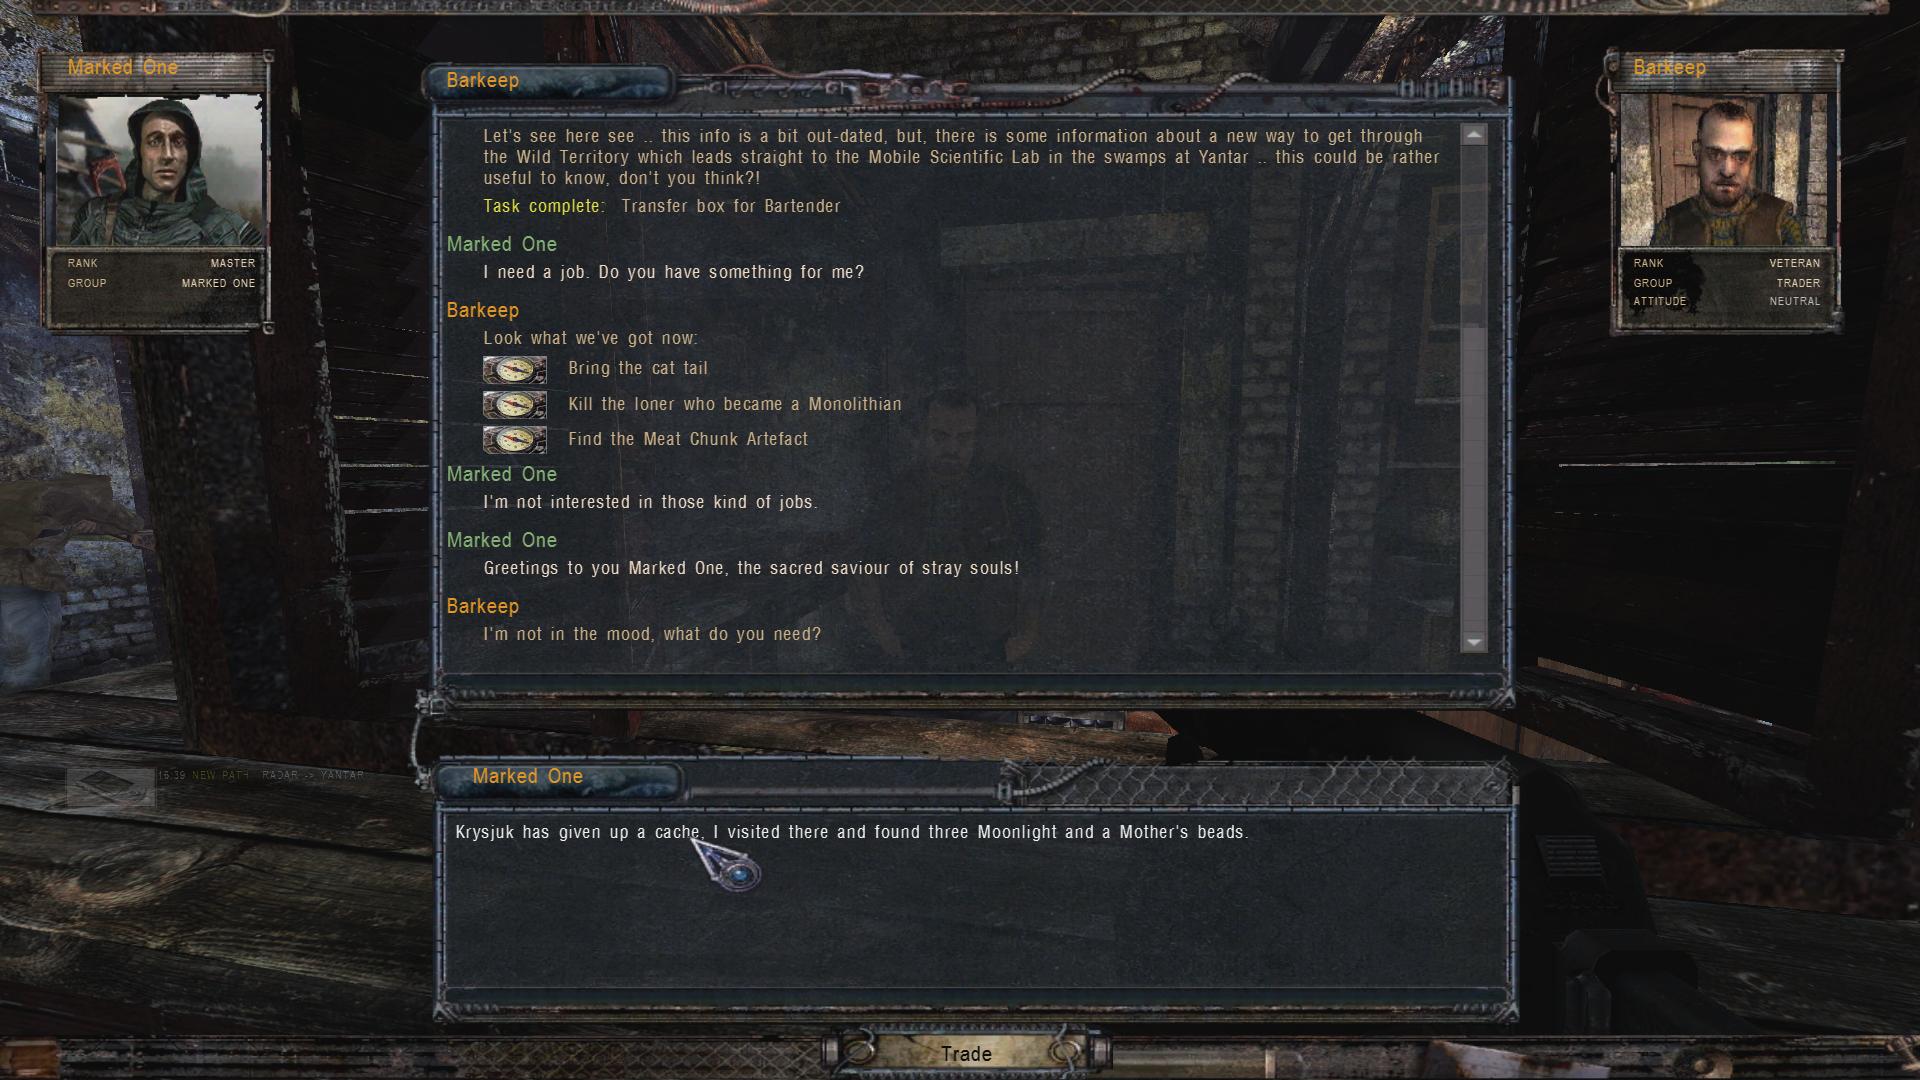 Marked One
RANK MASTER
GROUP MARKED ONE
Barkeep
Let's see here see .. this info is a bit out-dated, but, there is some information about a new way to get through
the Wild Territory which leads straight to the Mobile Scientific Lab in the swamps at Yantar .. this could be rather
useful to know, don't you think?!
Task complete: Transfer box for Bartender
Marked One
I need a job. Do you have something for me?
Barkeep
Look what we've got now:
Bring the cat tail
Kill the loner who became a Monolithian
Find the Meat Chunk Artefact
Marked One
I'm not interested in those kind of jobs.
Marked One
Greetings to you Marked One, the sacred saviour of stray souls!
Barkeep
I'm not in the mood, what do you need?
Barkeep
RANK VETERAN
GROUP TRADER
ATTITUDE NEUTRAL
16:39 NEW PATH RADAR -> YANTAR
Marked One
Krysjuk has given up a cache, I visited there and found three Moonlight and a Mother's beads.
Trade